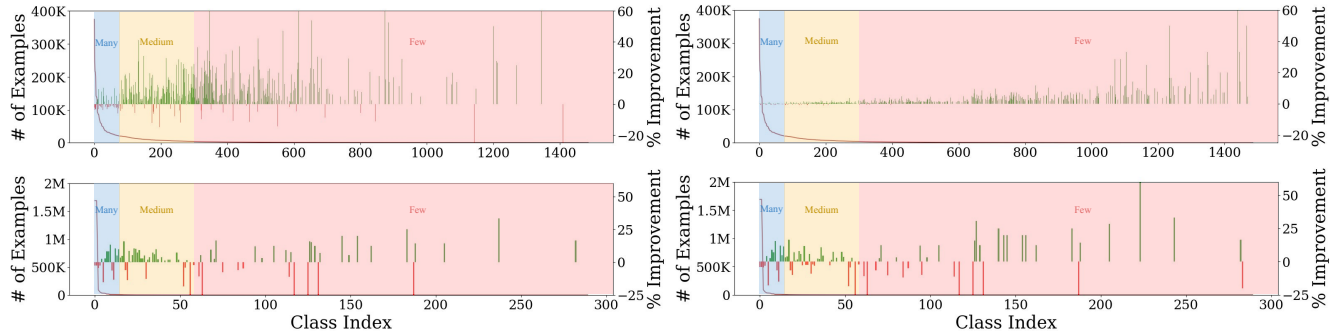 400K
300K
200K
100K
0
# of Examples
Many
Medium
Few
60
40
20
0
−20
% Improvement
0
200
400
600
800
1000
1200
1400
400K
300K
200K
100K
0
# of Examples
Many
Medium
Few
60
40
20
0
−20
% Improvement
0
200
400
600
800
1000
1200
1400
2M
1.5M
1M
500K
0
# of Examples
Many
Medium
Few
50
25
0
−25
% Improvement
0
50
100
150
200
250
300
Class Index
2M
1.5M
1M
500K
0
# of Examples
Many
Medium
Few
50
25
0
−25
% Improvement
0
50
100
150
200
250
300
Class Index